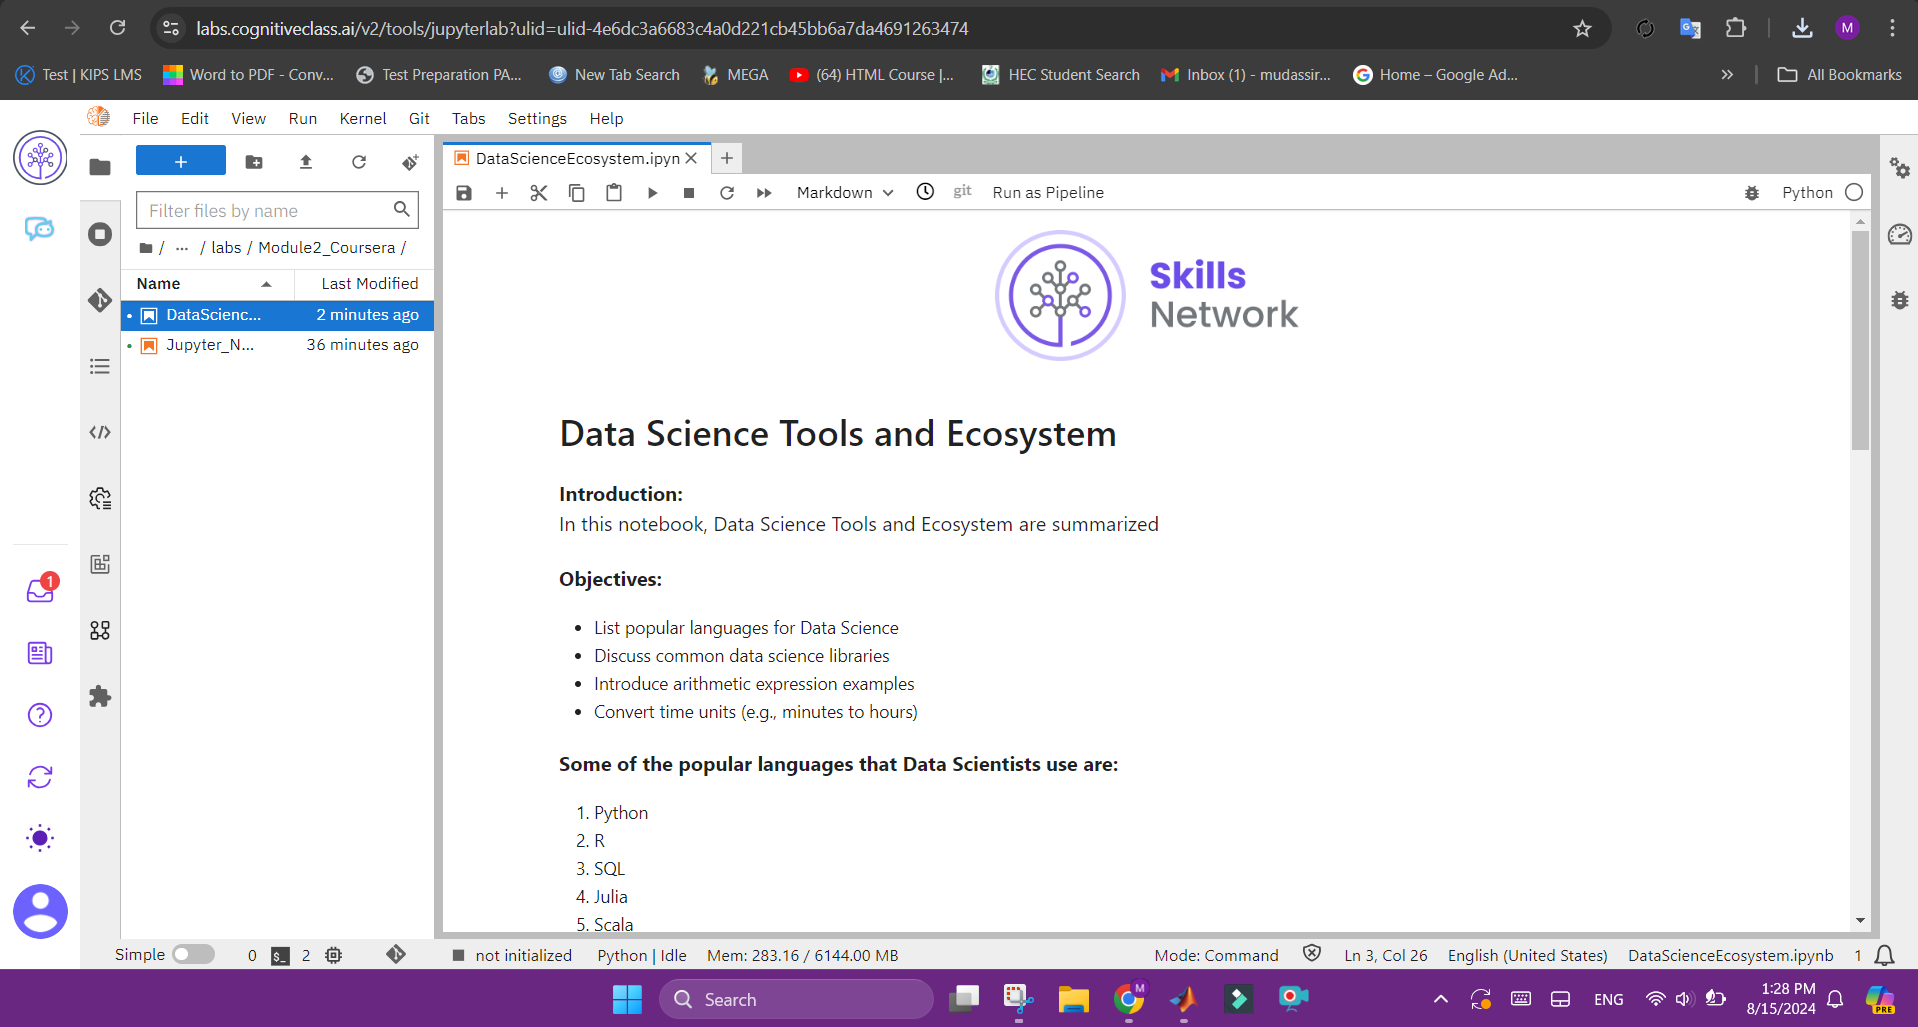 labs.cognitiveclass.ai/v2/tools/jupyterlab?ulid=ulid-4e6dc3a6683c4a0d221cb45bb6a7da4691263474
M
Test | KIPS LMS
Word to PDF - Conv...
Test Preparation PA...
New Tab Search
MEGA
(64) HTML Course |...
HEC Student Search
Inbox (1) - mudassir...
Home – Google Ad...
All Bookmarks
File Edit View Run Kernel Git Tabs Settings Help
DataScienceEcosystem.ipyn
Filter files by name
Markdown
git
Run as Pipeline
Python
/ ... / labs / Module2_Coursera /
Name Last Modified
DataScienc... 2 minutes ago
Jupyter_N... 36 minutes ago
Skills
Network
Data Science Tools and Ecosystem
Introduction:
In this notebook, Data Science Tools and Ecosystem are summarized
Objectives:
• List popular languages for Data Science
• Discuss common data science libraries
• Introduce arithmetic expression examples
• Convert time units (e.g., minutes to hours)
Some of the popular languages that Data Scientists use are:
1. Python
2. R
3. SQL
4. Julia
5. Scala
1
Simple 0 $_ 2 not initialized Python | Idle Mem: 283.16 / 6144.00 MB Mode: Command Ln 3, Col 26 English (United States) DataScienceEcosystem.ipynb 1
Search
M
ENG
1:28 PM
8/15/2024
PRE